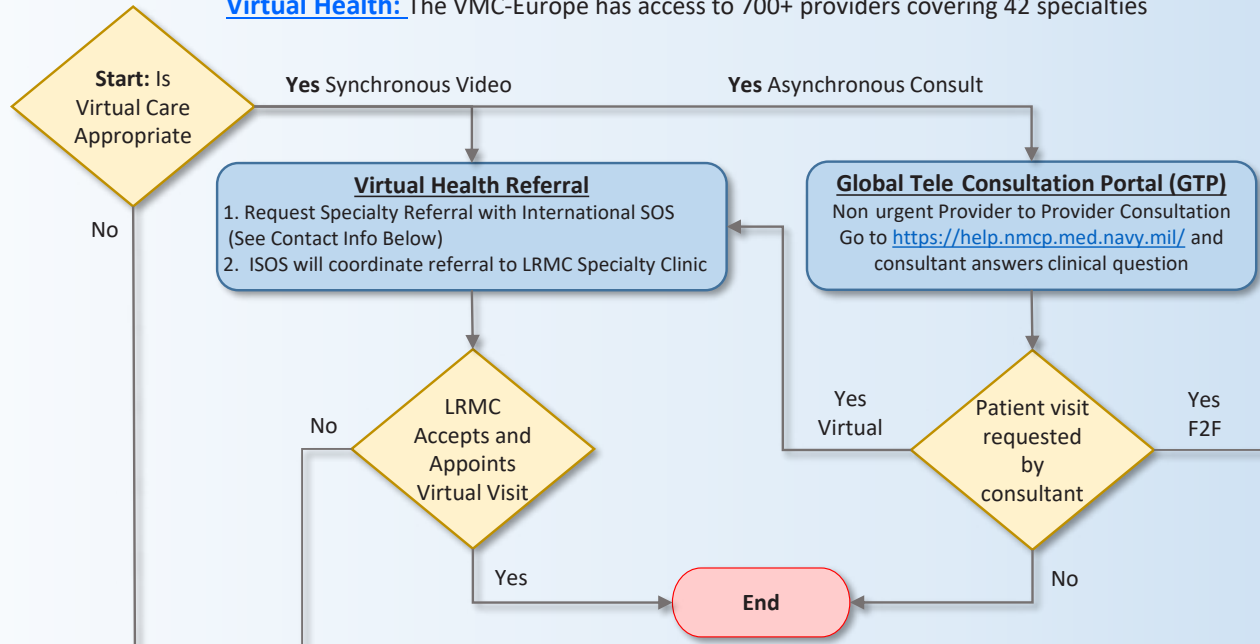 Virtual Health: The VMC-Europe has access to 700+ providers covering 42 specialties
Start: Is
Virtual Care
Appropriate
Yes Synchronous Video
Yes Asynchronous Consult
No
Virtual Health Referral
1. Request Specialty Referral with International SOS
(See Contact Info Below)
2. ISOS will coordinate referral to LRMC Specialty Clinic
Global Tele Consultation Portal (GTP)
Non urgent Provider to Provider Consultation
Go to https://help.nmcp.med.navy.mil/ and
consultant answers clinical question
No
LRMC
Accepts and
Appoints
Virtual Visit
Yes
Virtual
Patient visit
requested
by
consultant
Yes
F2F
Yes
End
No